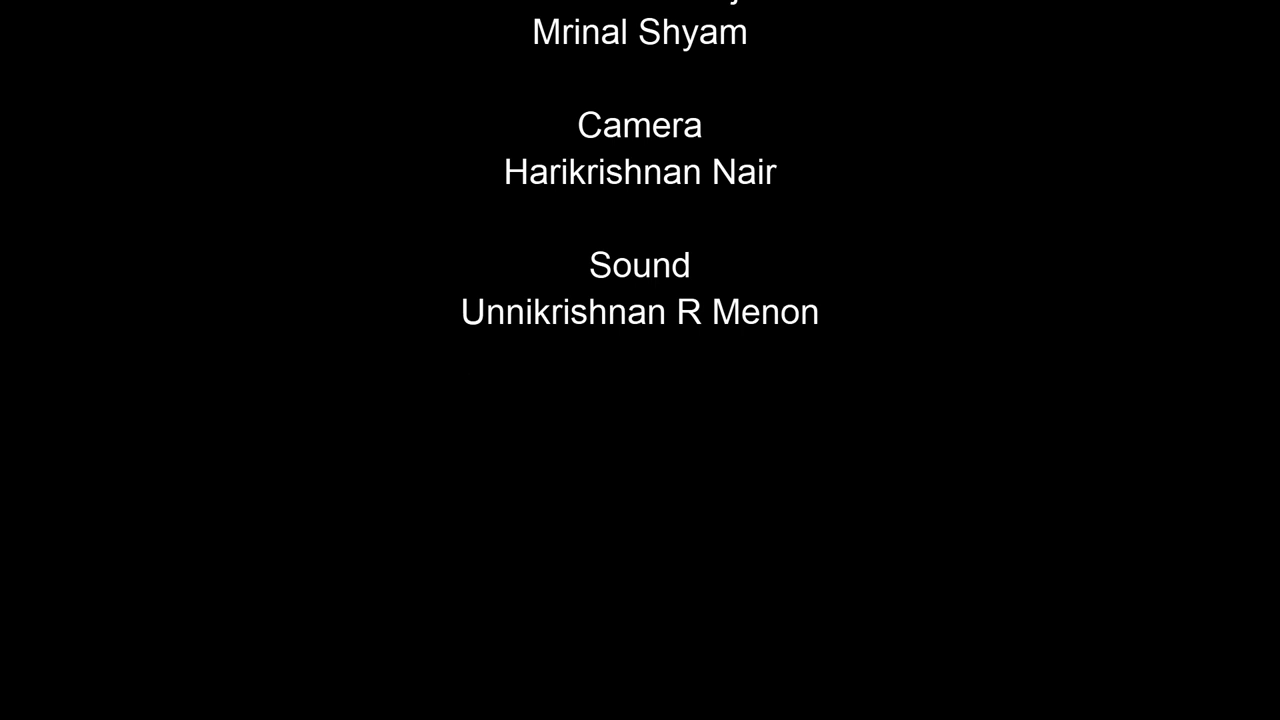 Mrinal Shyam
Camera
Harikrishnan Nair
Sound
Unnikrishnan R Menon